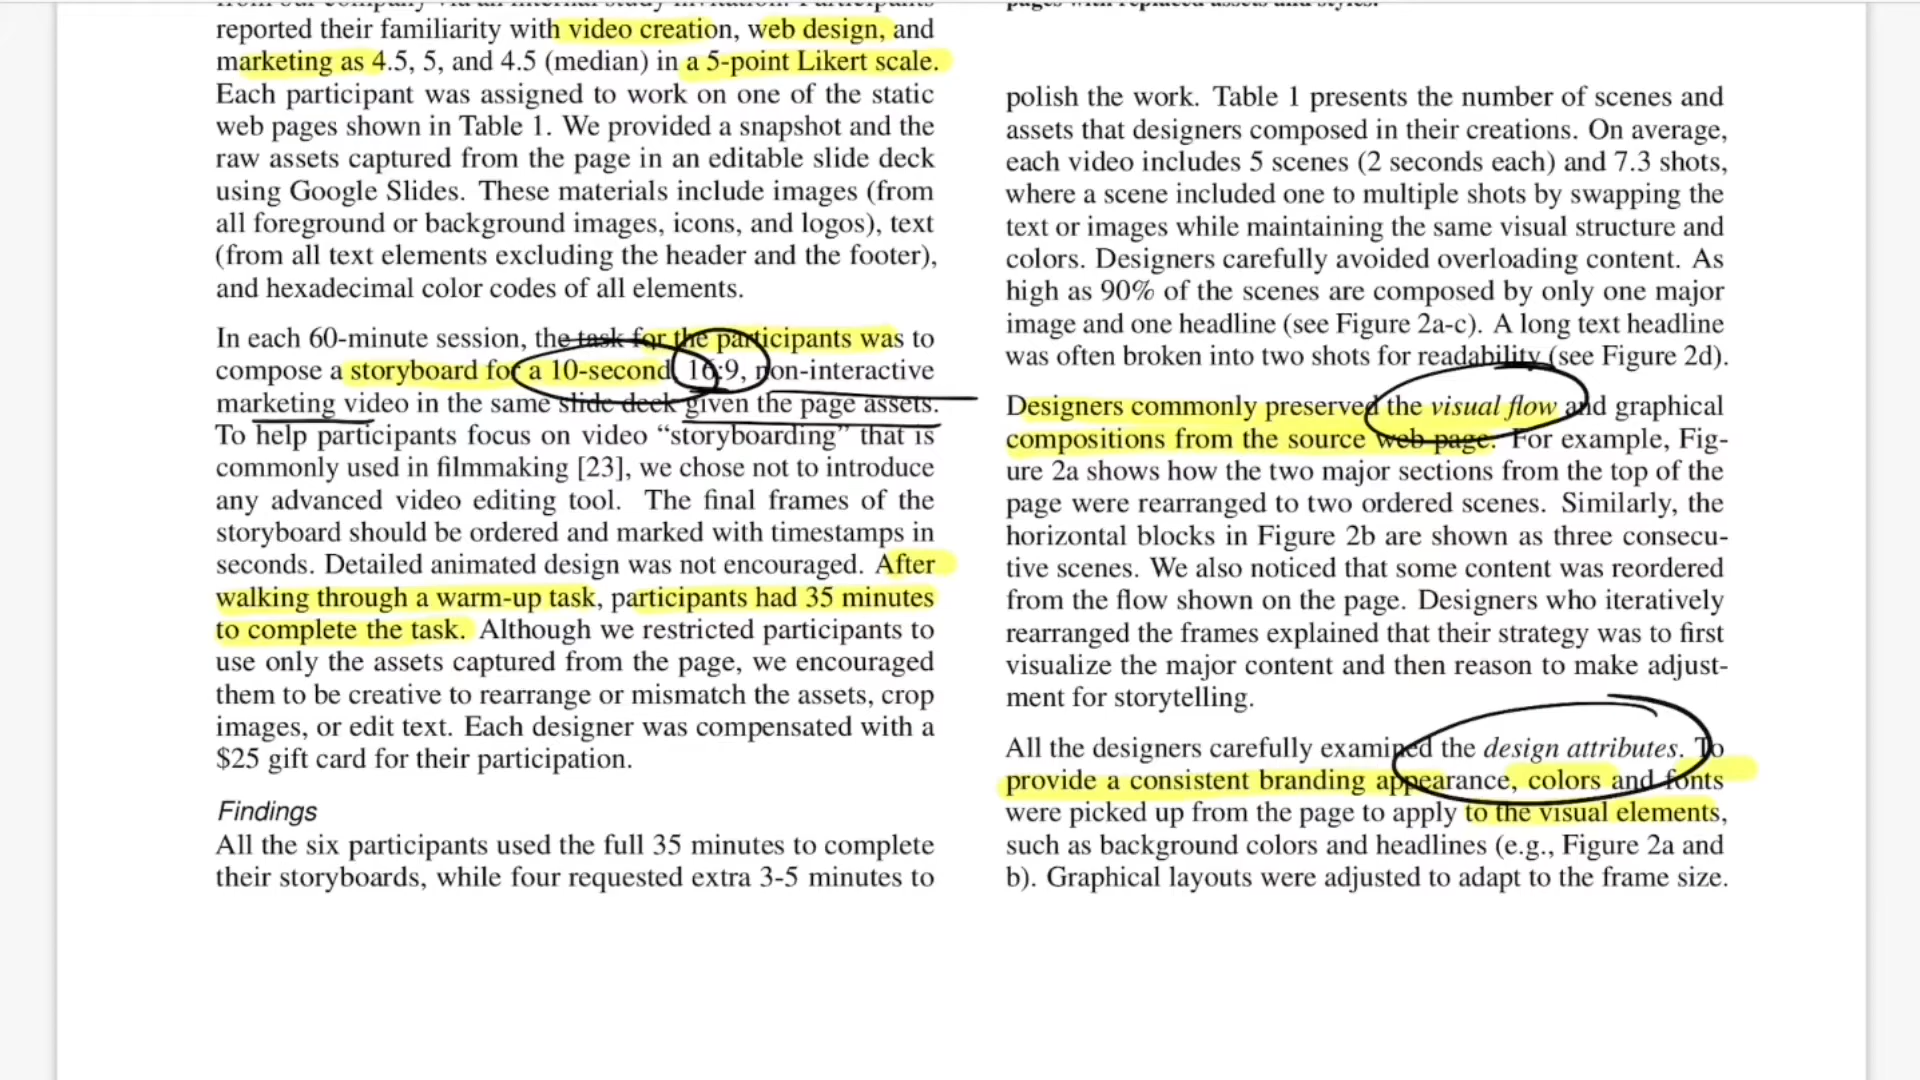 reported their familiarity with video creation, web design, and
marketing as 4.5, 5, and 4.5 (median) in a 5-point Likert scale.
Each participant was assigned to work on one of the static
web pages shown in Table 1. We provided a snapshot and the
raw assets captured from the page in an editable slide deck
using Google Slides. These materials include images (from
all foreground or background images, icons, and logos), text
(from all text elements excluding the header and the footer),
and hexadecimal color codes of all elements.
In each 60-minute session, the task for the participants was to
compose a storyboard for a 10-second, 16:9, non-interactive
marketing video in the same slide deck given the page assets.
To help participants focus on video “storyboarding” that is
commonly used in filmmaking [23], we chose not to introduce
any advanced video editing tool. The final frames of the
storyboard should be ordered and marked with timestamps in
seconds. Detailed animated design was not encouraged. After
walking through a warm-up task, participants had 35 minutes
to complete the task. Although we restricted participants to
use only the assets captured from the page, we encouraged
them to be creative to rearrange or mismatch the assets, crop
images, or edit text. Each designer was compensated with a
$25 gift card for their participation.
Findings
All the six participants used the full 35 minutes to complete
their storyboards, while four requested extra 3-5 minutes to
pages with replaced assets and styles.
polish the work. Table 1 presents the number of scenes and
assets that designers composed in their creations. On average,
each video includes 5 scenes (2 seconds each) and 7.3 shots,
where a scene included one to multiple shots by swapping the
text or images while maintaining the same visual structure and
colors. Designers carefully avoided overloading content. As
high as 90% of the scenes are composed by only one major
image and one headline (see Figure 2a-c). A long text headline
was often broken into two shots for readability (see Figure 2d).
Designers commonly preserved the visual flow and graphical
compositions from the source web page. For example, Fig-
ure 2a shows how the two major sections from the top of the
page were rearranged to two ordered scenes. Similarly, the
horizontal blocks in Figure 2b are shown as three consecu-
tive scenes. We also noticed that some content was reordered
from the flow shown on the page. Designers who iteratively
rearranged the frames explained that their strategy was to first
visualize the major content and then reason to make adjust-
ment for storytelling.
All the designers carefully examined the design attributes. To
provide a consistent branding appearance, colors and fonts
were picked up from the page to apply to the visual elements,
such as background colors and headlines (e.g., Figure 2a and
b). Graphical layouts were adjusted to adapt to the frame size.